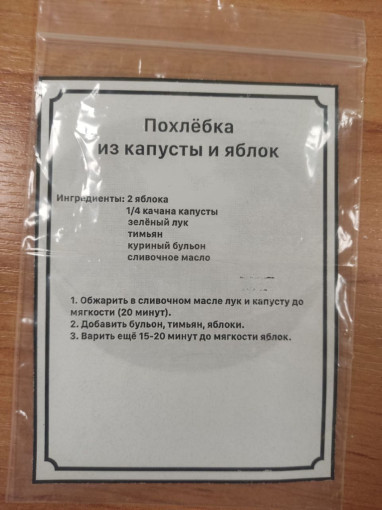 Похлёбка
из капусты и яблок
Ингредиенты: 2 яблока
1/4 качана капусты
зелёный лук
тимьян
куриный бульон
сливочное масло
1. Обжарить в сливочном масле лук и капусту до
мягкости (20 минут).
2. Добавить бульон, тимьян, яблоки.
3. Варить ещё 15-20 минут до мягкости яблок.